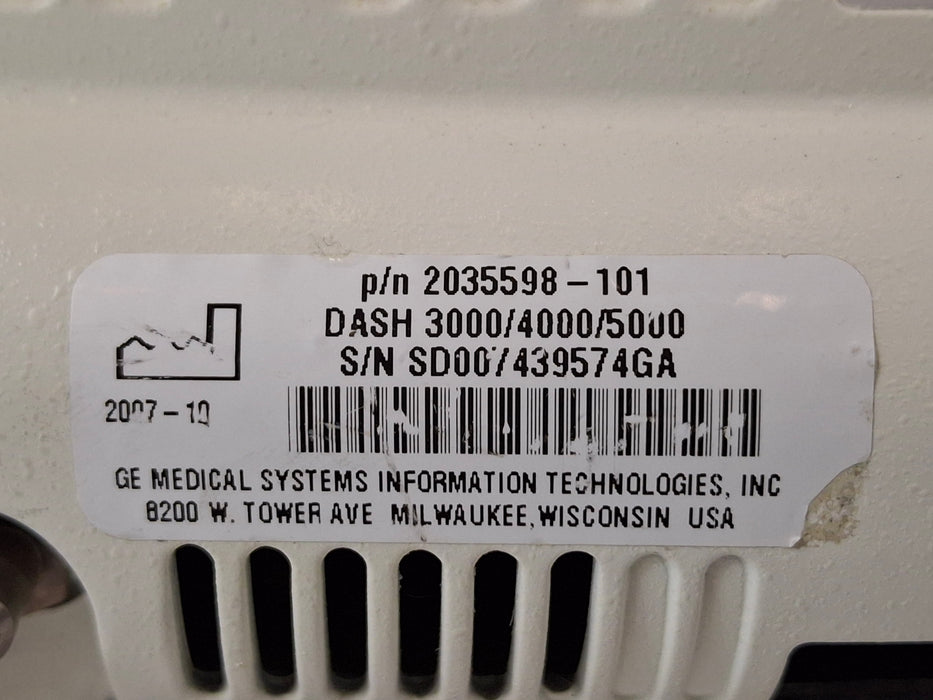 p/n 2035598-101
DASH 3000/4000/5000
S/N SD007439574GA
2007-10
GE MEDICAL SYSTEMS INFORMATION TECHNOLOGIES, INC
8200 W. TOWER AVE MILWAUKEE, WISCONSIN USA